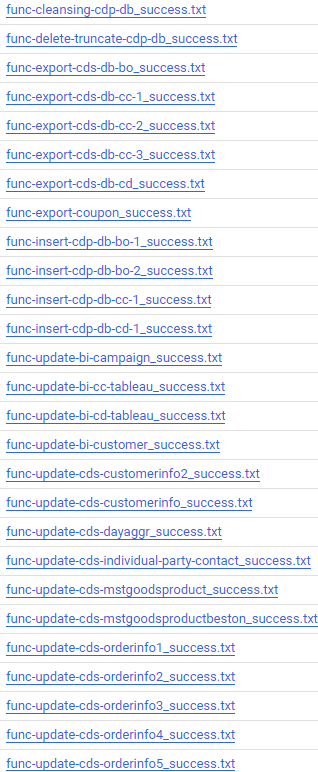 func-cleansing-cdp-db_success.txt
func-delete-truncate-cdp-db_success.txt
func-export-cds-db-bo_success.txt
func-export-cds-db-cc-1_success.txt
func-export-cds-db-cc-2_success.txt
func-export-cds-db-cc-3_success.txt
func-export-cds-db-cd_success.txt
func-export-coupon_success.txt
func-insert-cdp-db-bo-1_success.txt
func-insert-cdp-db-bo-2_success.txt
func-insert-cdp-db-cc-1_success.txt
func-insert-cdp-db-cd-1_success.txt
func-update-bi-campaign_success.txt
func-update-bi-cc-tableau_success.txt
func-update-bi-cd-tableau_success.txt
func-update-bi-customer_success.txt
func-update-cds-customerinfo2_success.txt
func-update-cds-customerinfo_success.txt
func-update-cds-dayaggr_success.txt
func-update-cds-individual-party-contact_success.txt
func-update-cds-mstgoodsproduct_success.txt
func-update-cds-mstgoodsproductbeston_success.txt
func-update-cds-orderinfo1_success.txt
func-update-cds-orderinfo2_success.txt
func-update-cds-orderinfo3_success.txt
func-update-cds-orderinfo4_success.txt
func-update-cds-orderinfo5_success.txt